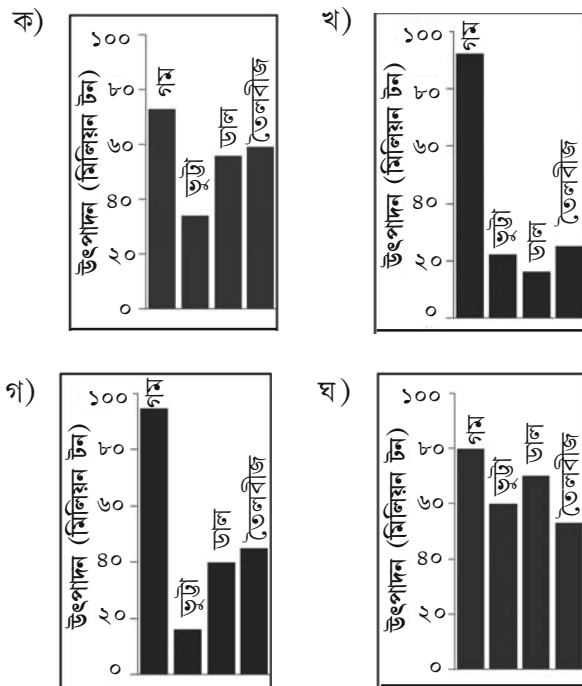 ক)
উৎপাদন (মিলিয়ন টন)
১০০
৮০
৬০
৪০
২০
০
গম
ভুট্টা
ডাল
তৈলবীজ
খ)
উৎপাদন (মিলিয়ন টন)
১০০
৮০
৬০
৪০
২০
০
গম
ভুট্টা
ডাল
তৈলবীজ
গ)
উৎপাদন (মিলিয়ন টন)
১০০
৮০
৬০
৪০
২০
০
গম
ভুট্টা
ডাল
তৈলবীজ
ঘ)
উৎপাদন (মিলিয়ন টন)
১০০
৮০
৬০
৪০
২০
০
গম
ভুট্টা
ডাল
তৈলবীজ